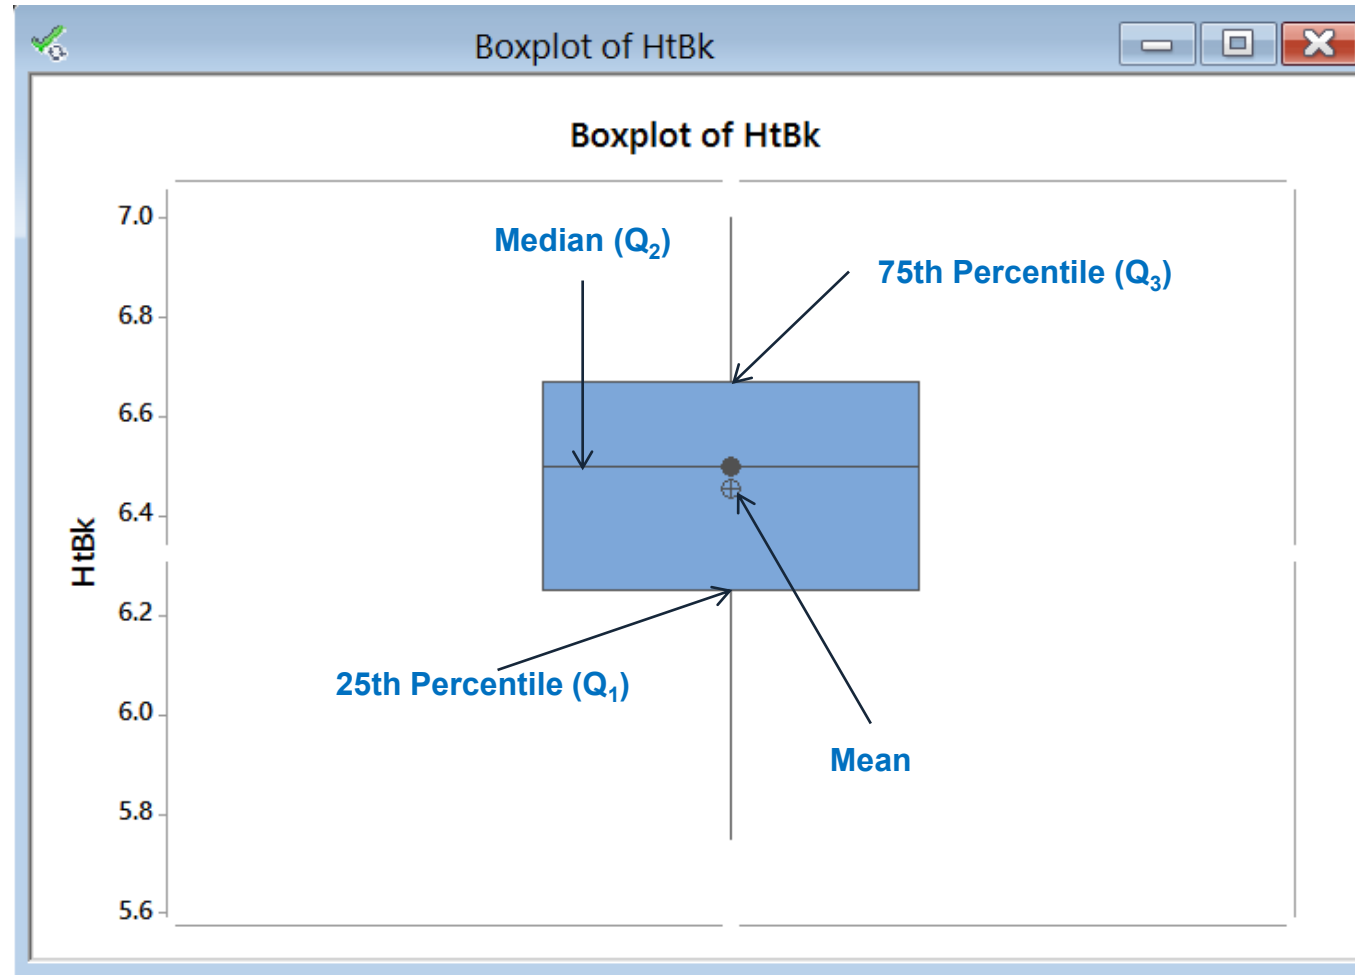 Boxplot of HtBk
Boxplot of HtBk
7.0
6.8
6.6
6.4
6.2
6.0
5.8
5.6
HtBk
Median (Q₂)
75th Percentile (Q₃)
25th Percentile (Q₁)
Mean